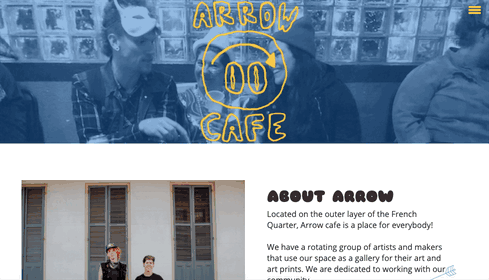 ARROW
CAFE
ABOUT ARROW
Located on the outer layer of the French
Quarter, Arrow cafe is a place for everybody!
We have a rotating group of artists and makers
that use our space as a gallery for their art and
art prints. We are dedicated to working with our
community